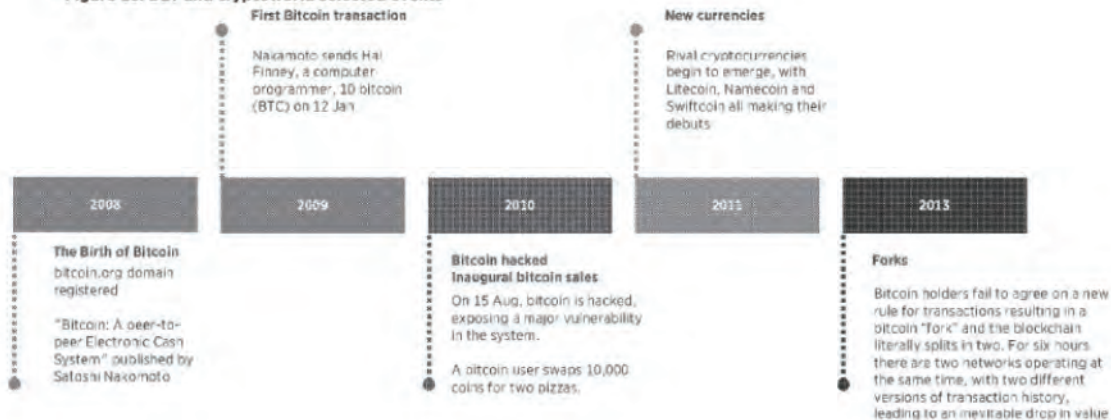 First Bitcoin transaction
Nakamoto sends Hal
Finney, a computer
programmer, 10 bitcoin
(BTC) on 12 Jan
New currencies
Rival cryptocurrencies
begin to emerge, with
Litecoin, Namecoin and
Swiftcoin all making their
debuts
2008
2009
2010
2011
2013
The Birth of Bitcoin
bitcoin.org domain
registered
"Bitcoin: A peer-to-
peer Electronic Cash
System" published by
Satoshi Nakomoto
Bitcoin hacked
Inaugural bitcoin sales
On 15 Aug, bitcoin is hacked,
exposing a major vulnerability
in the system.
A bitcoin user swaps 10,000
coins for two pizzas.
Forks
Bitcoin holders fail to agree on a new
rule for transactions resulting in a
bitcoin "fork" and the blockchain
literally splits in two. For six hours
there are two networks operating at
the same time, with two different
versions of transaction history,
leading to an inevitable drop in value